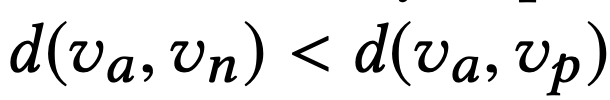 d(v_a, v_n) < d(v_a, v_p)